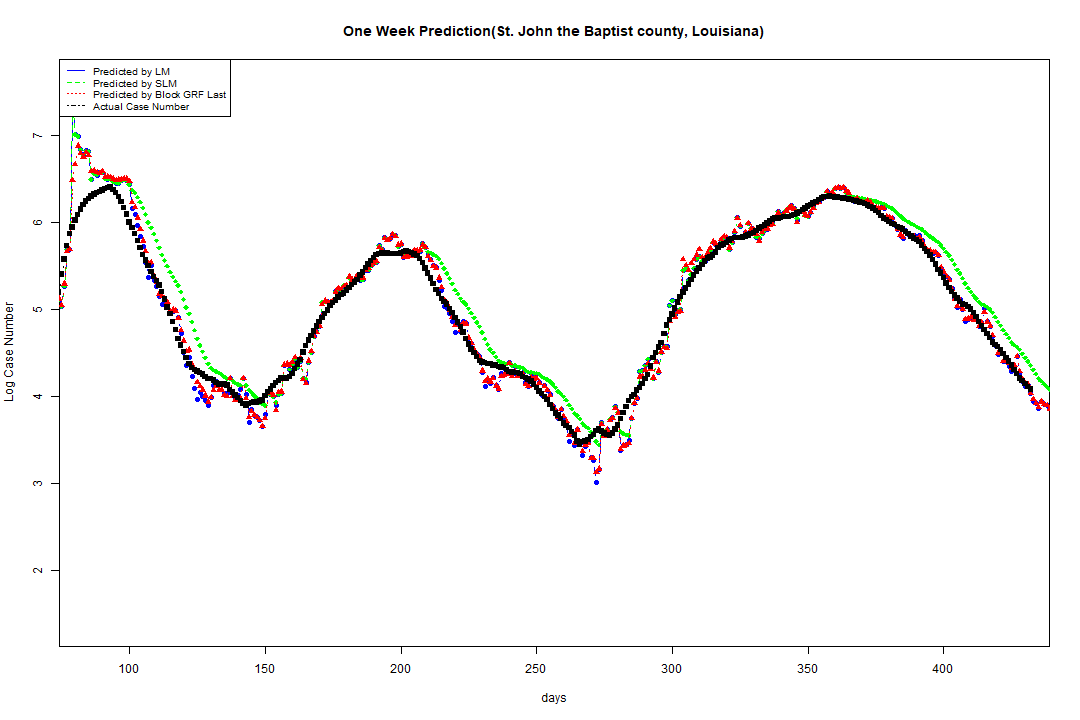 One Week Prediction(St. John the Baptist county, Louisiana)
Predicted by LM
Predicted by SLM
Predicted by Block GRF Last
Actual Case Number
7
6
5
4
3
2
Log Case Number
100 150 200 250 300 350 400
days